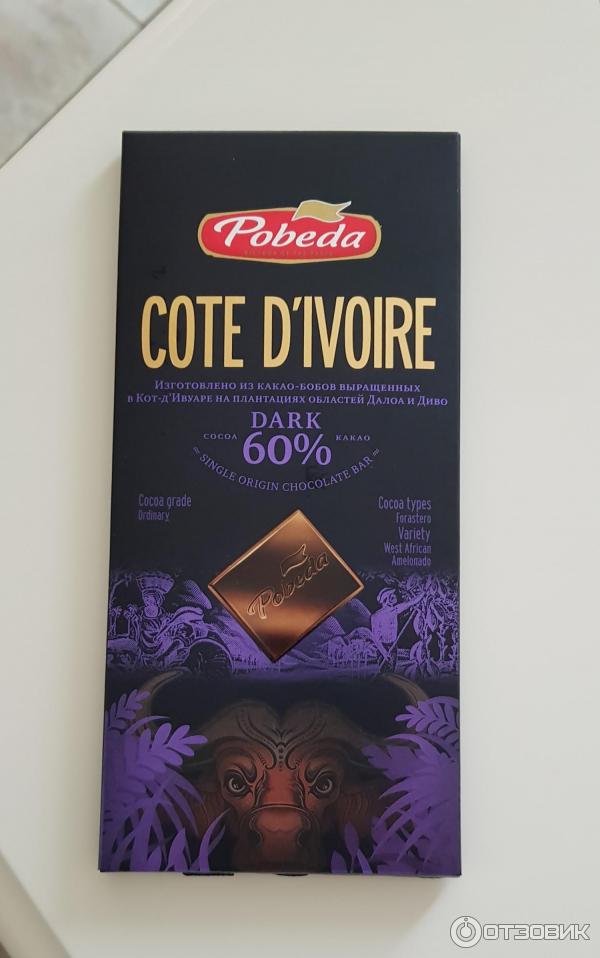 Pobeda
COTE D'IVOIRE
Изготовлено из какао-бобов выращенных
в Кот-д'Ивуаре на плантациях областей Далоа и Диво
DARK
COCOA 60% КАКАО
SINGLE ORIGIN CHOCOLATE BAR
Cocoa grade
Ordinary
Cocoa types
Forastero
Variety
West African
Amelonado
Pobeda
ОТЗОВИК